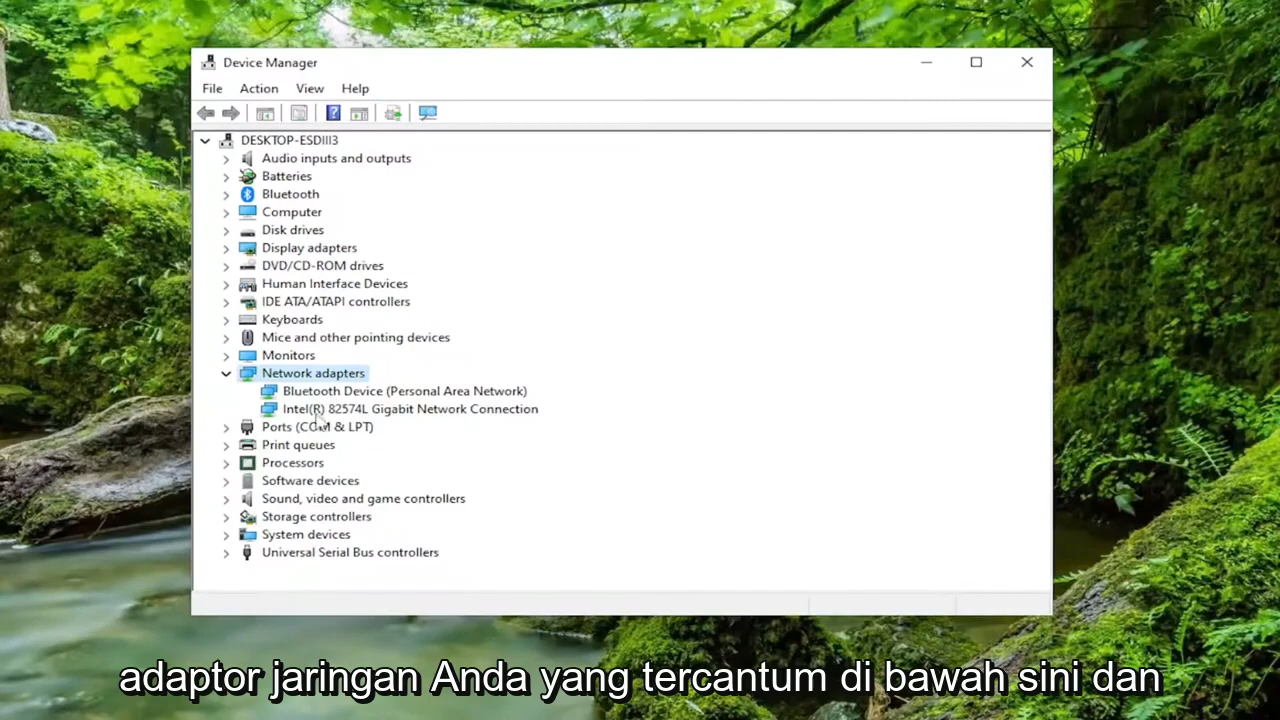 Device Manager
File Action View Help
DESKTOP-ESDIII3
Audio inputs and outputs
Batteries
Bluetooth
Computer
Disk drives
Display adapters
DVD/CD-ROM drives
Human Interface Devices
IDE ATA/ATAPI controllers
Keyboards
Mice and other pointing devices
Monitors
Network adapters
Bluetooth Device (Personal Area Network)
Intel(R) 82574L Gigabit Network Connection
Ports (COM & LPT)
Print queues
Processors
Software devices
Sound, video and game controllers
Storage controllers
System devices
Universal Serial Bus controllers
adaptor jaringan Anda yang tercantum di bawah sini dan